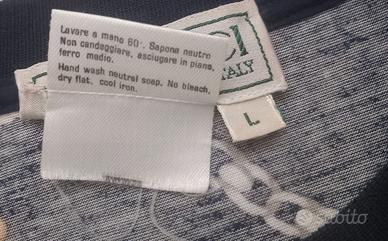 Lavare a mano 60°. Sapone neutro
Non candeggiare, asciugare in piano,
ferro medio.
Hand wash neutral soap. No bleach,
dry flat, cool iron.
CI
ITALY
L
subito